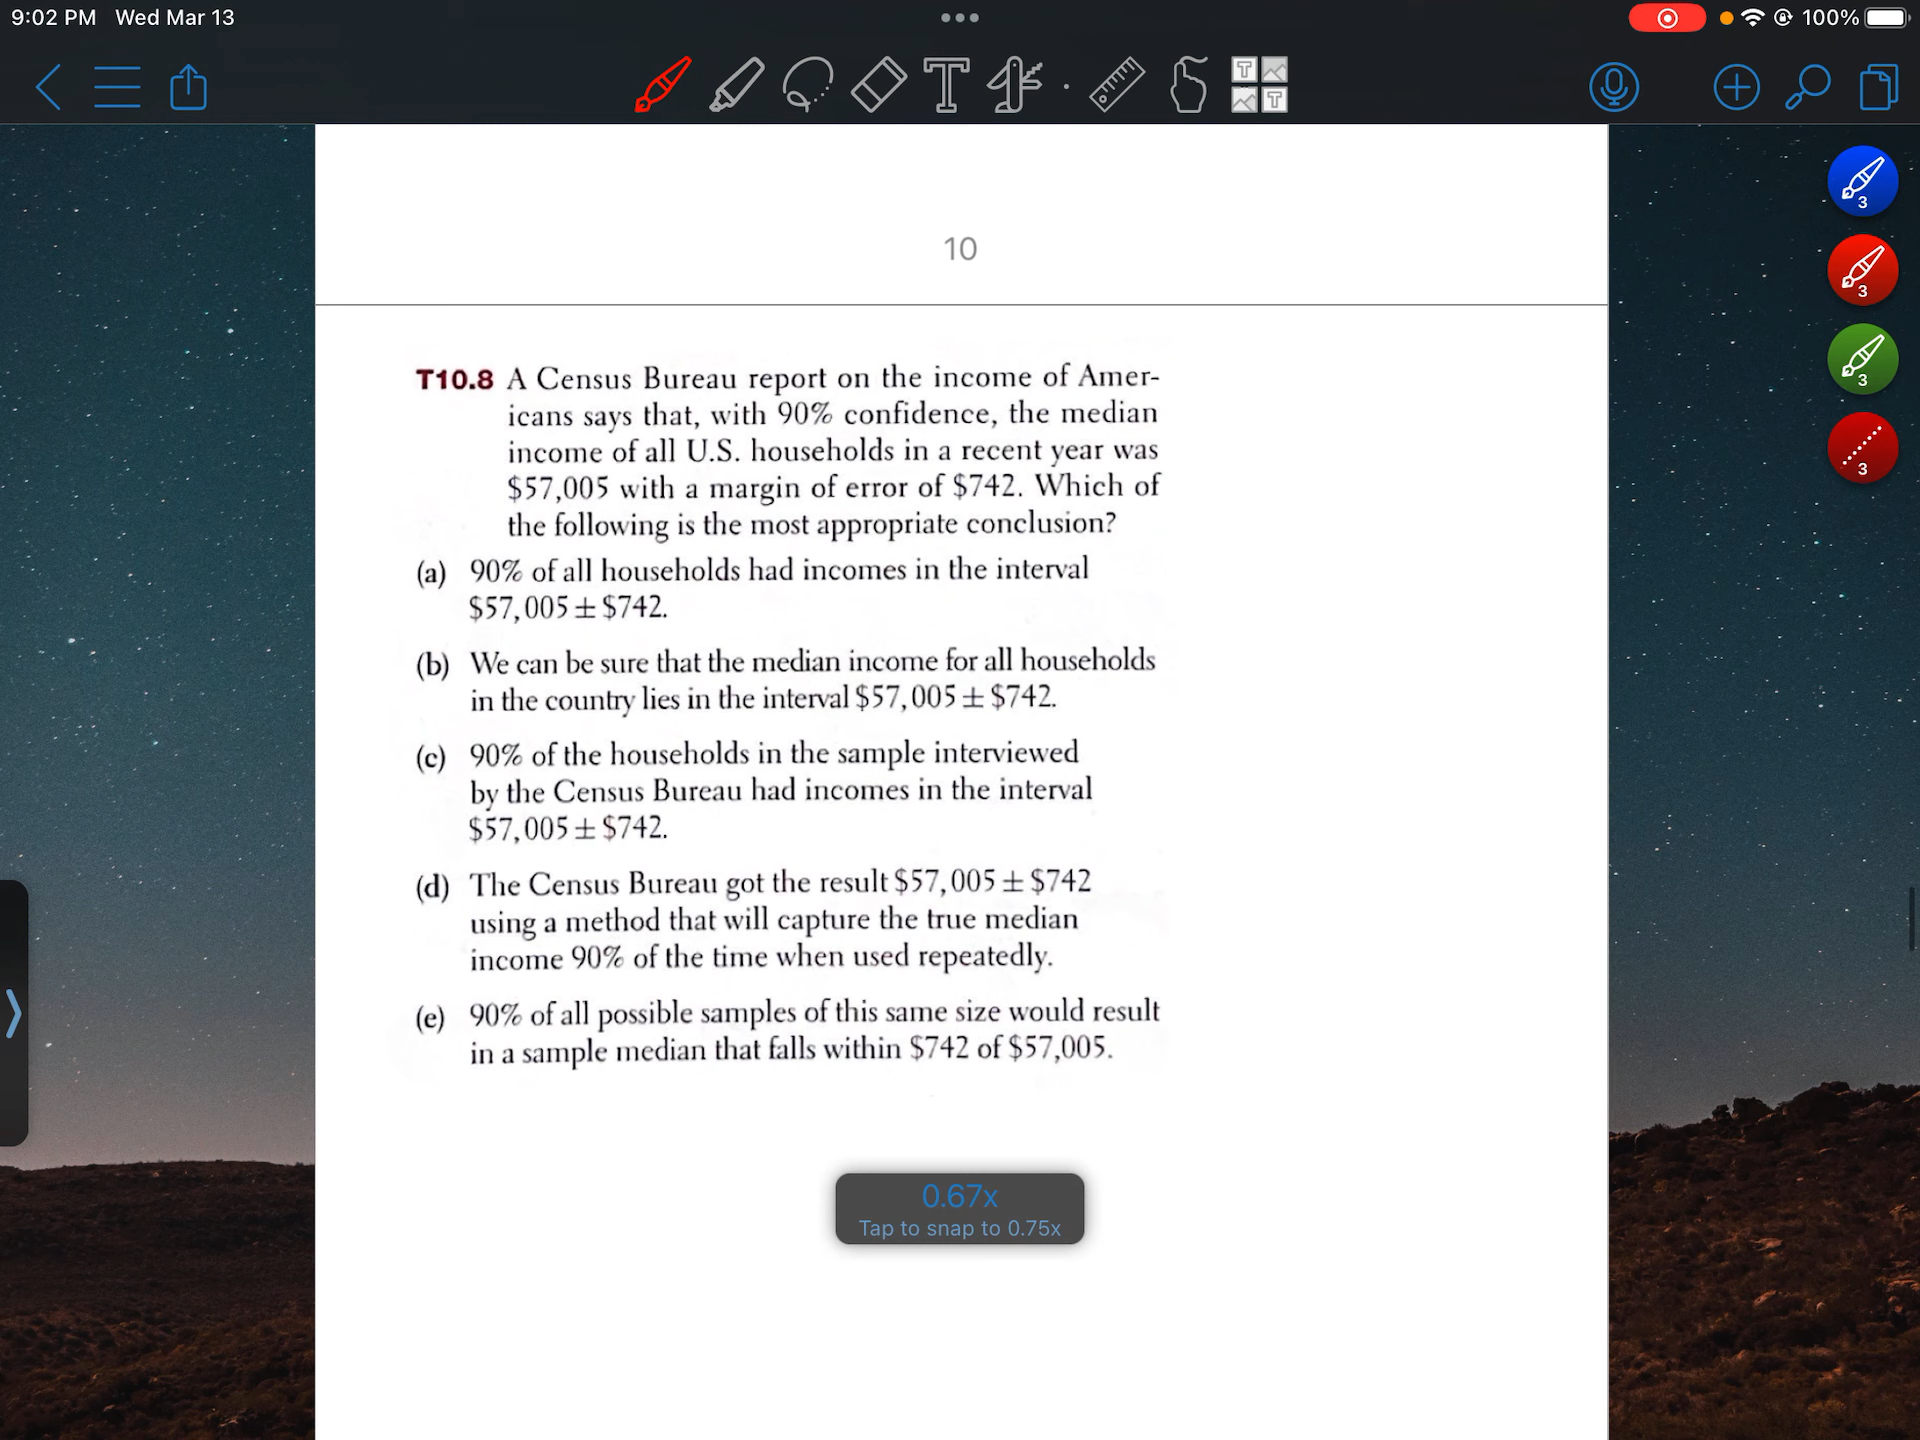 9:02 PM Wed Mar 13
100%
T
T
T
10
3
3
3
3
T10.8 A Census Bureau report on the income of Amer-
icans says that, with 90% confidence, the median
income of all U.S. households in a recent year was
$57,005 with a margin of error of $742. Which of
the following is the most appropriate conclusion?
(a) 90% of all households had incomes in the interval
$57,005 ± $742.
(b) We can be sure that the median income for all households
in the country lies in the interval $57,005 ± $742.
(c) 90% of the households in the sample interviewed
by the Census Bureau had incomes in the interval
$57,005 ± $742.
(d) The Census Bureau got the result $57,005 ± $742
using a method that will capture the true median
income 90% of the time when used repeatedly.
(e) 90% of all possible samples of this same size would result
in a sample median that falls within $742 of $57,005.
0.67x
Tap to snap to 0.75x